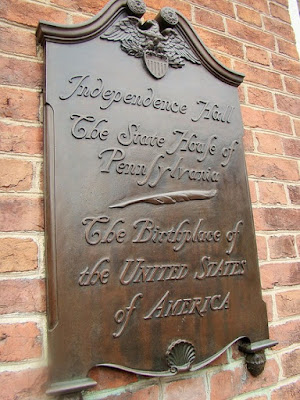 Independence Hall
The State House of
Pennsylvania
The Birthplace of
the UNITED STATES
of AMERICA